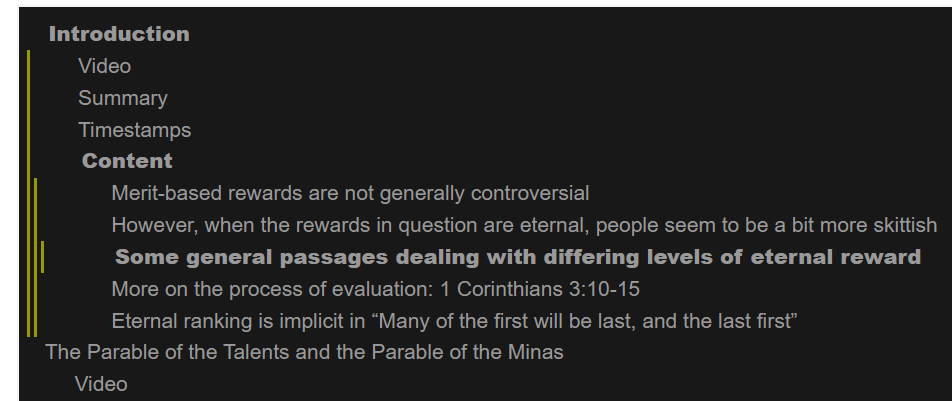 Introduction
Video
Summary
Timestamps
Content
Merit-based rewards are not generally controversial
However, when the rewards in question are eternal, people seem to be a bit more skittish
Some general passages dealing with differing levels of eternal reward
More on the process of evaluation: 1 Corinthians 3:10-15
Eternal ranking is implicit in “Many of the first will be last, and the last first”
The Parable of the Talents and the Parable of the Minas
Video